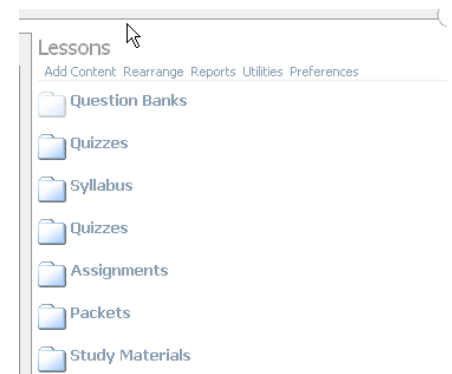 Lessons
Add Content Rearrange Reports Utilities Preferences
Question Banks
Quizzes
Syllabus
Quizzes
Assignments
Packets
Study Materials